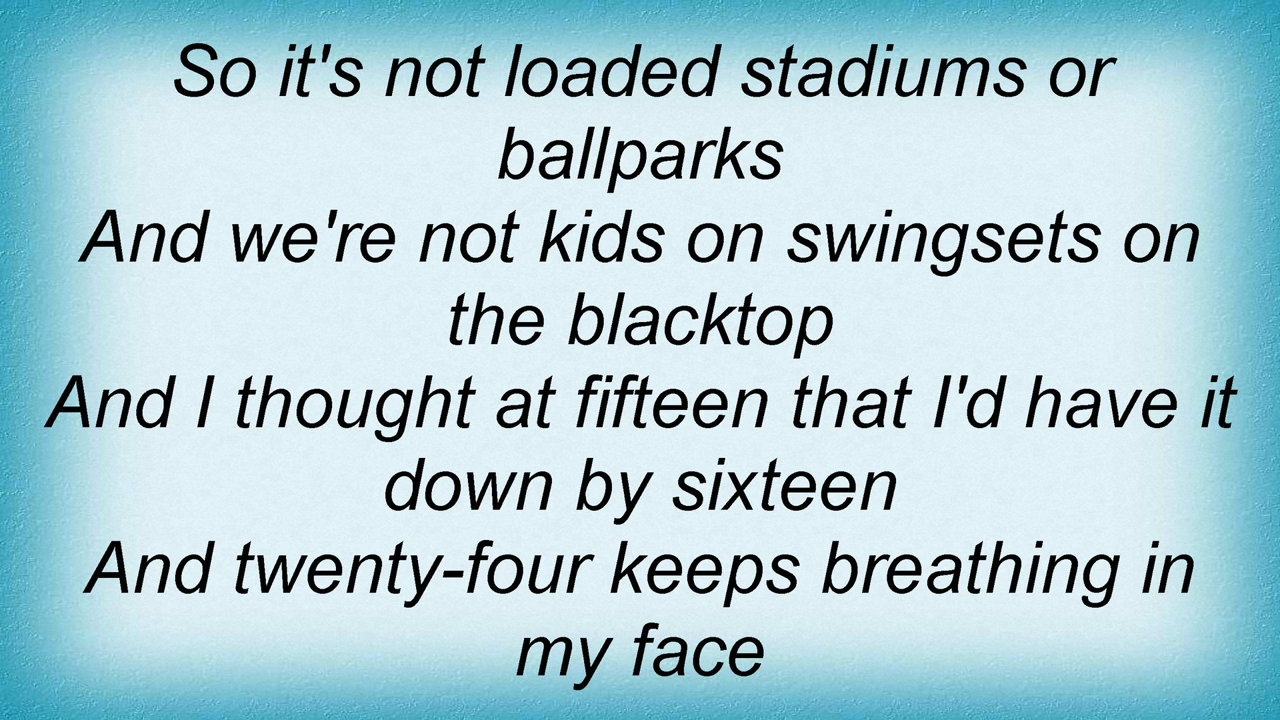 So it's not loaded stadiums or
ballparks
And we're not kids on swingsets on
the blacktop
And I thought at fifteen that I'd have it
down by sixteen
And twenty-four keeps breathing in
my face